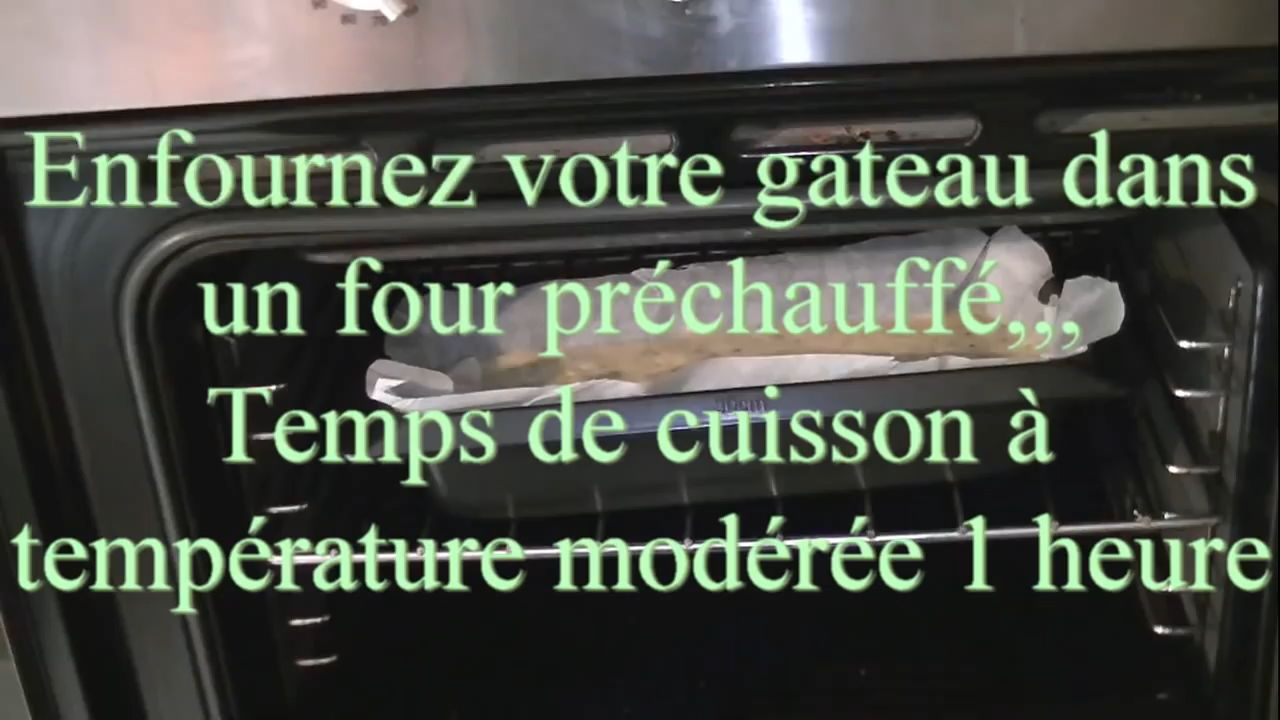 Enfournez votre gateau dans
un four préchauffé,,,
Temps de cuisson à
température modérée 1 heure